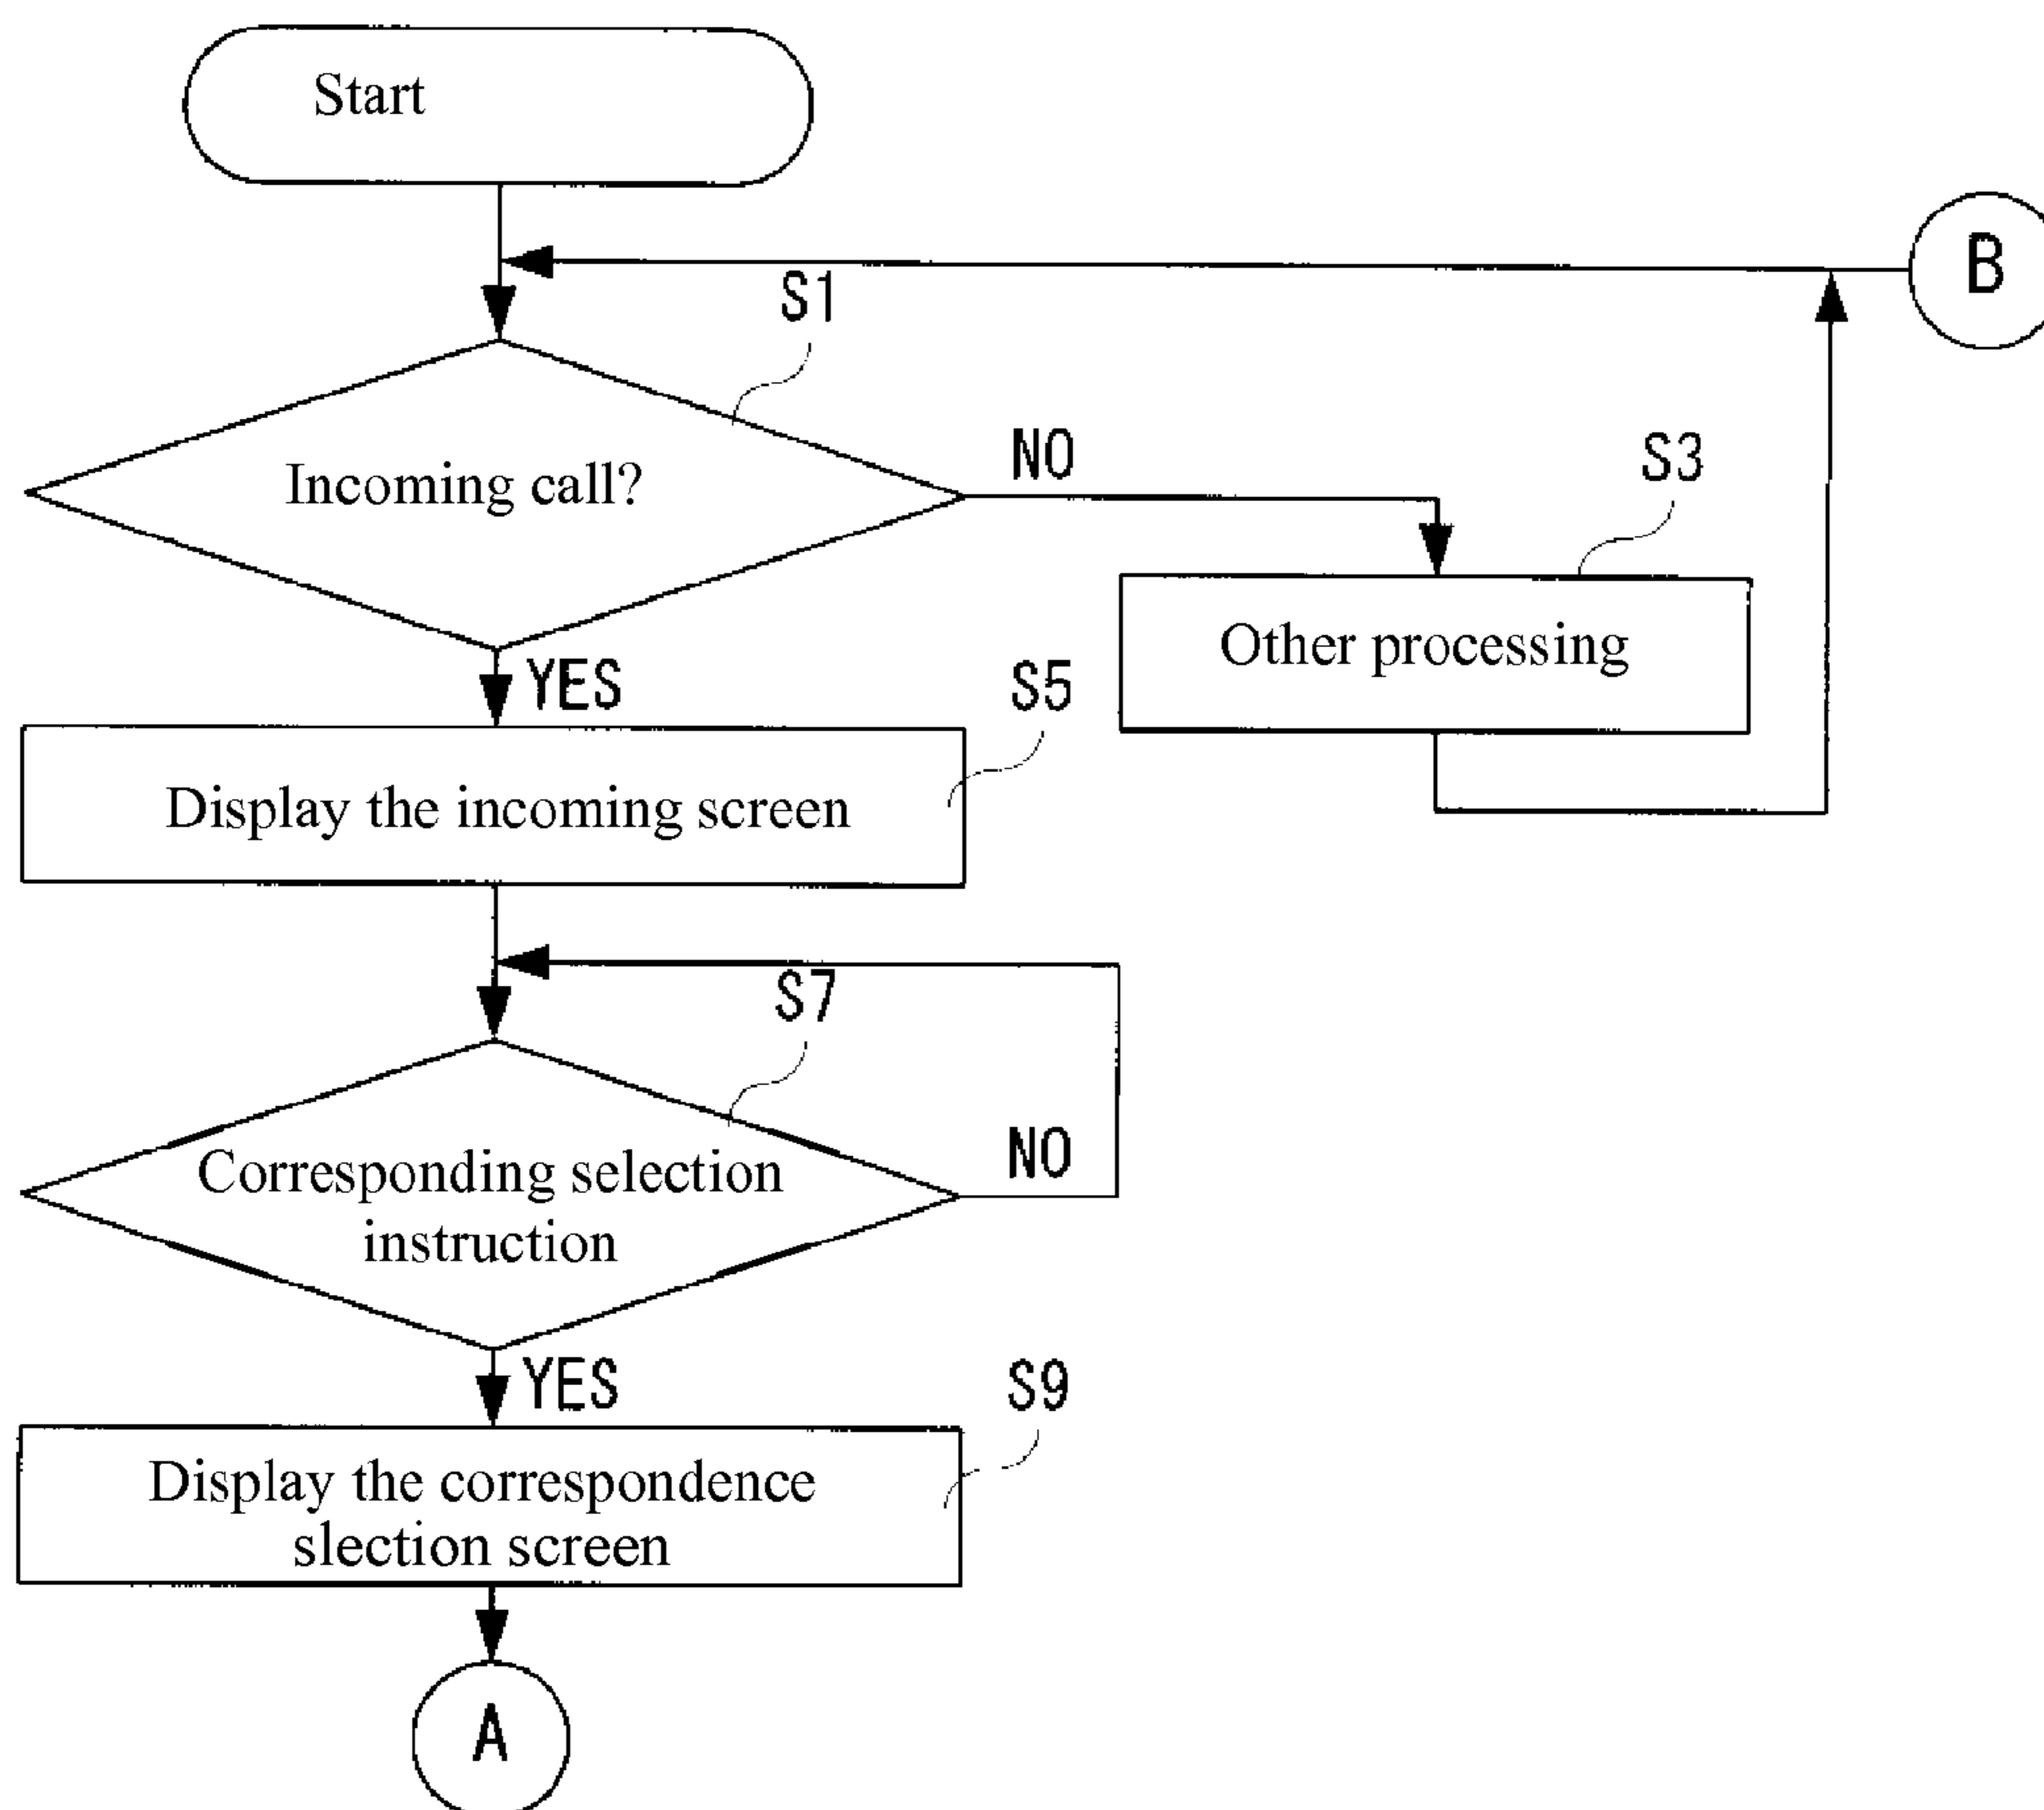 Start
B
S1
Incoming call?
NO
S3
Other processing
YES
S5
Display the incoming screen
S7
Corresponding selection
instruction
NO
YES
S9
Display the correspondence
slection screen
A